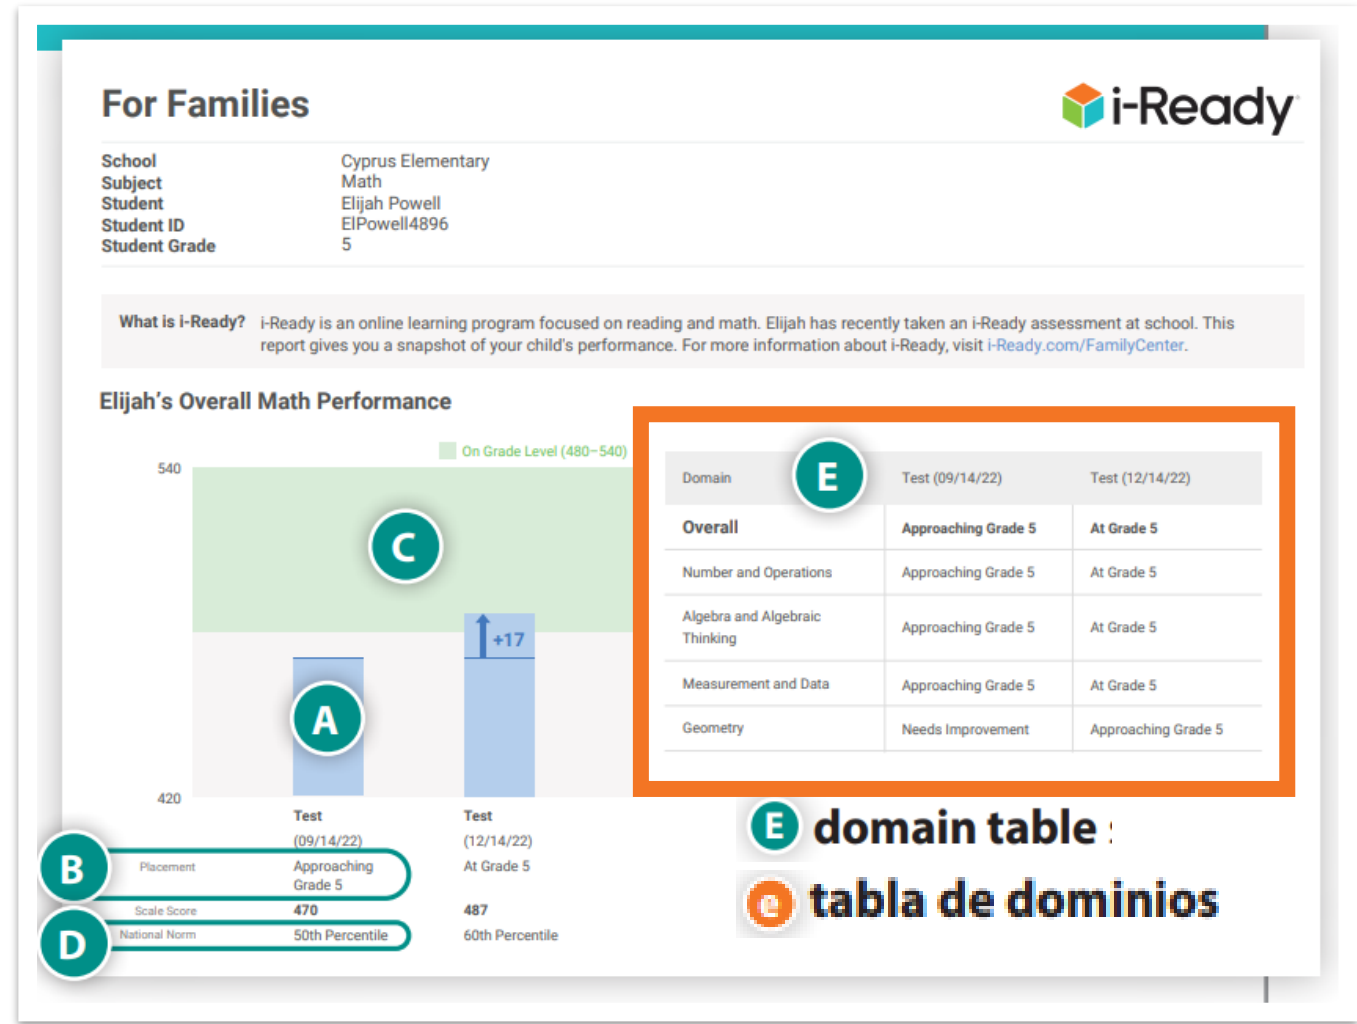 For Families
i-Ready
School Cyprus Elementary
Subject Math
Student Elijah Powell
Student ID ElPowell4896
Student Grade 5
What is i-Ready? i-Ready is an online learning program focused on reading and math. Elijah has recently taken an i-Ready assessment at school. This
report gives you a snapshot of your child's performance. For more information about i-Ready, visit i-Ready.com/FamilyCenter.
Elijah's Overall Math Performance
On Grade Level (480–540)
540
C
+17
A
420
Test Test
(09/14/22) (12/14/22)
B
Placement Approaching At Grade 5
Grade 5
Scale Score 470 487
D
National Norm 50th Percentile 60th Percentile
Domain E Test (09/14/22) Test (12/14/22)
Overall Approaching Grade 5 At Grade 5
Number and Operations Approaching Grade 5 At Grade 5
Algebra and Algebraic
Thinking Approaching Grade 5 At Grade 5
Measurement and Data Approaching Grade 5 At Grade 5
Geometry Needs Improvement Approaching Grade 5
E domain table
e tabla de dominios